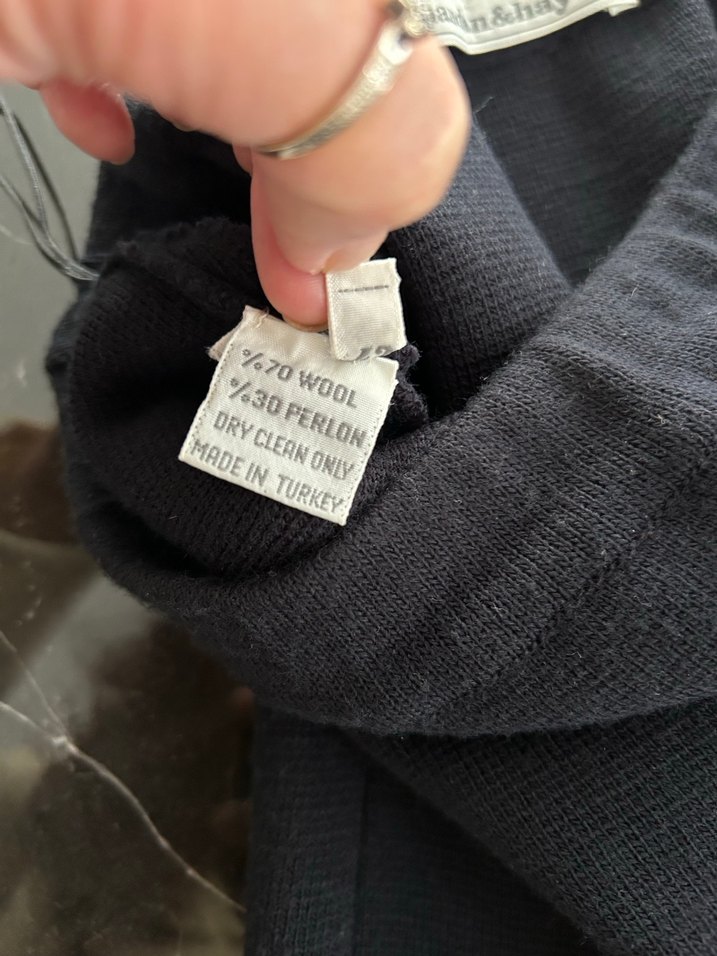 %70 WOOL
%30 PERLON
DRY CLEAN ONLY
MADE IN TURKEY